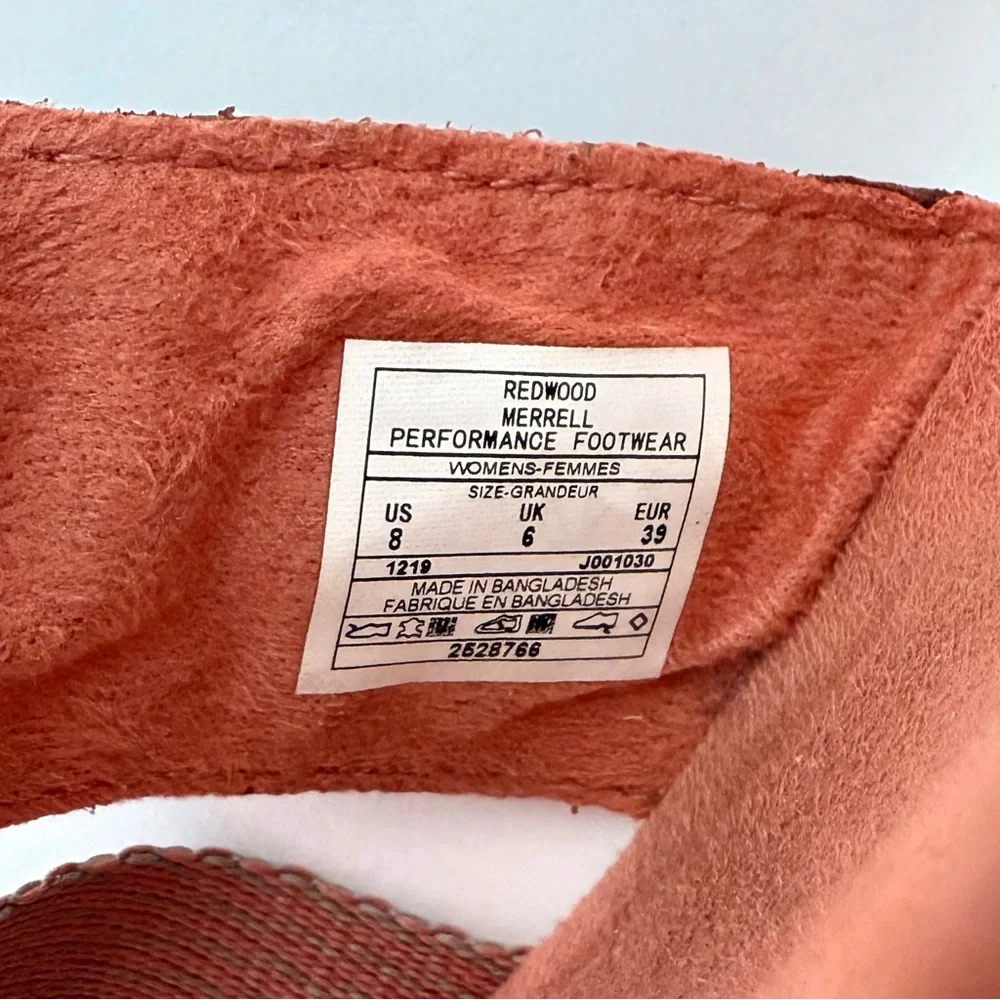 REDWOOD
MERRELL
PERFORMANCE FOOTWEAR
WOMENS-FEMMES
SIZE-GRANDEUR
US UK EUR
8 6 39
1219 J001030
MADE IN BANGLADESH
FABRIQUE EN BANGLADESH
2528766